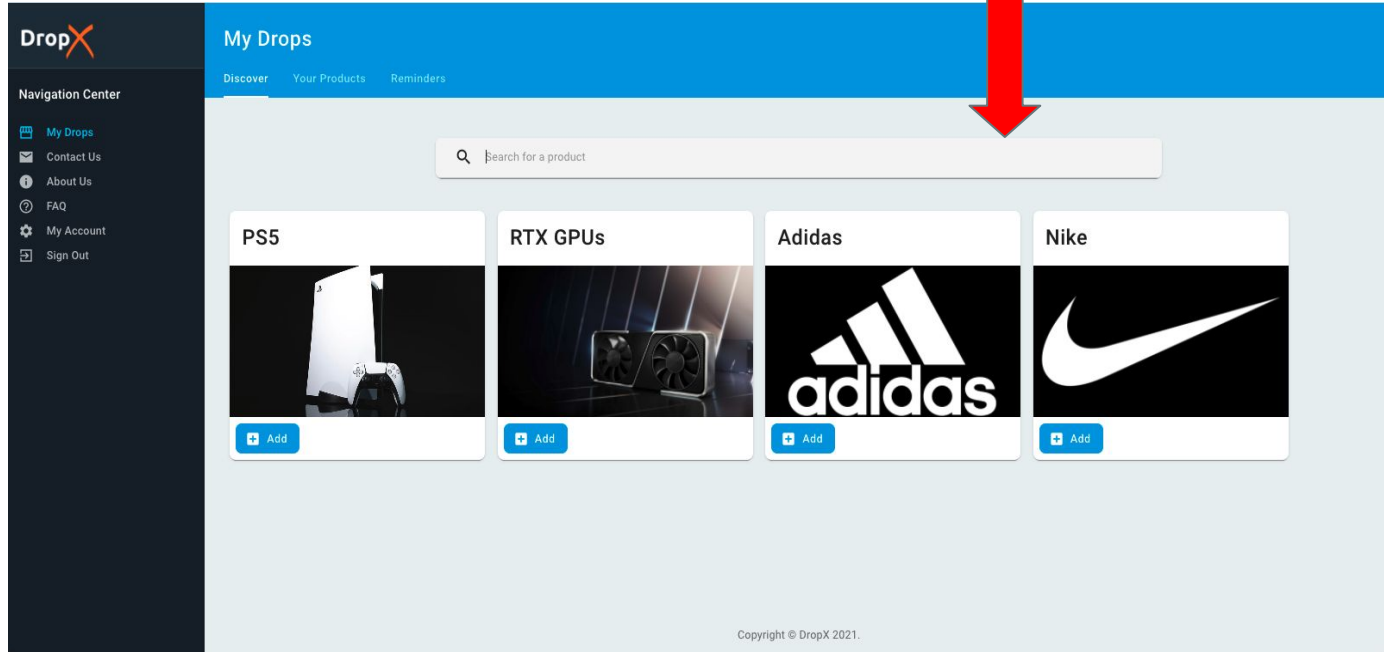 DropX
Navigation Center
My Drops
Contact Us
About Us
FAQ
My Account
Sign Out
My Drops
Discover Your Products Reminders
Search for a product
PS5
RTX GPUs
Adidas
Nike
adidas
Add
Add
Add
Add
Copyright © DropX 2021.